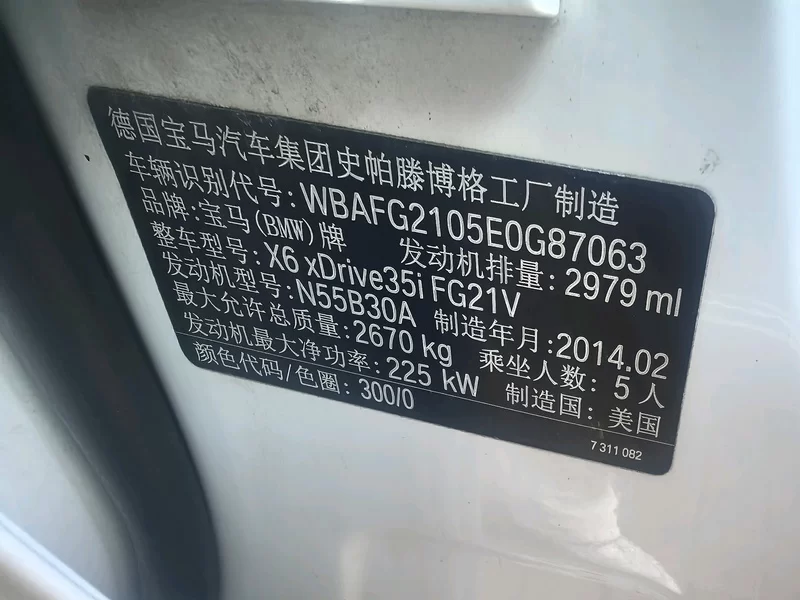 德国宝马汽车集团史帕滕博格工厂制造
车辆识别代号：WBAFG2105E0G87063
品牌：宝马(BMW)牌 发动机排量：2979 ml
整车型号：X6 xDrive35i FG21V
发动机型号：N55B30A 制造年月：2014.02
最大允许总质量：2670 kg 乘坐人数：5 人
发动机最大净功率：225 kW 制造国：美国
颜色代码/色圈：300/0
7 311 082